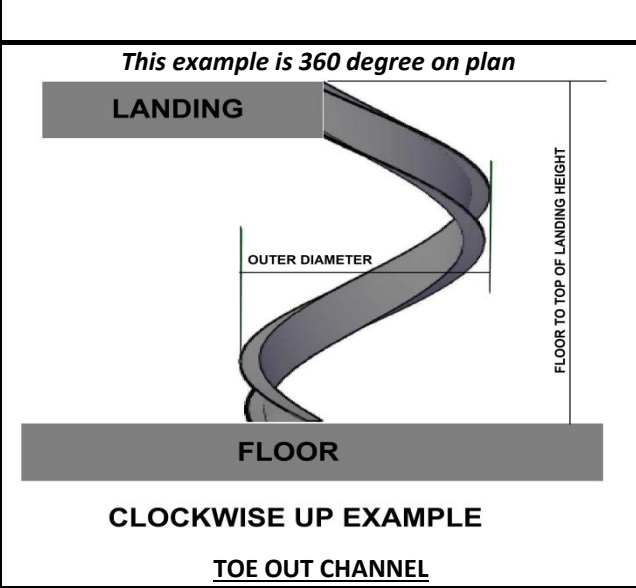 This example is 360 degree on plan
LANDING
FLOOR TO TOP OF LANDING HEIGHT
OUTER DIAMETER
FLOOR
CLOCKWISE UP EXAMPLE
TOE OUT CHANNEL